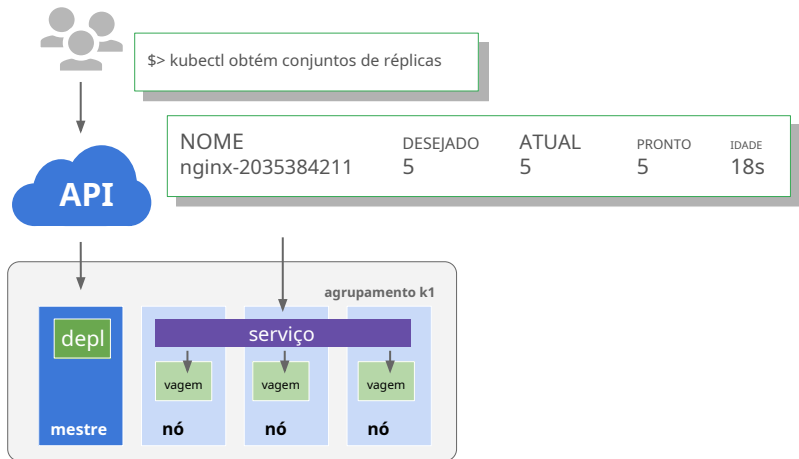 $> kubectl obtém conjuntos de réplicas
NOME DESEJADO ATUAL PRONTO IDADE
nginx-2035384211 5 5 5 18s
API
agrupamento k1
depl
serviço
vagem vagem vagem
mestre nó nó nó